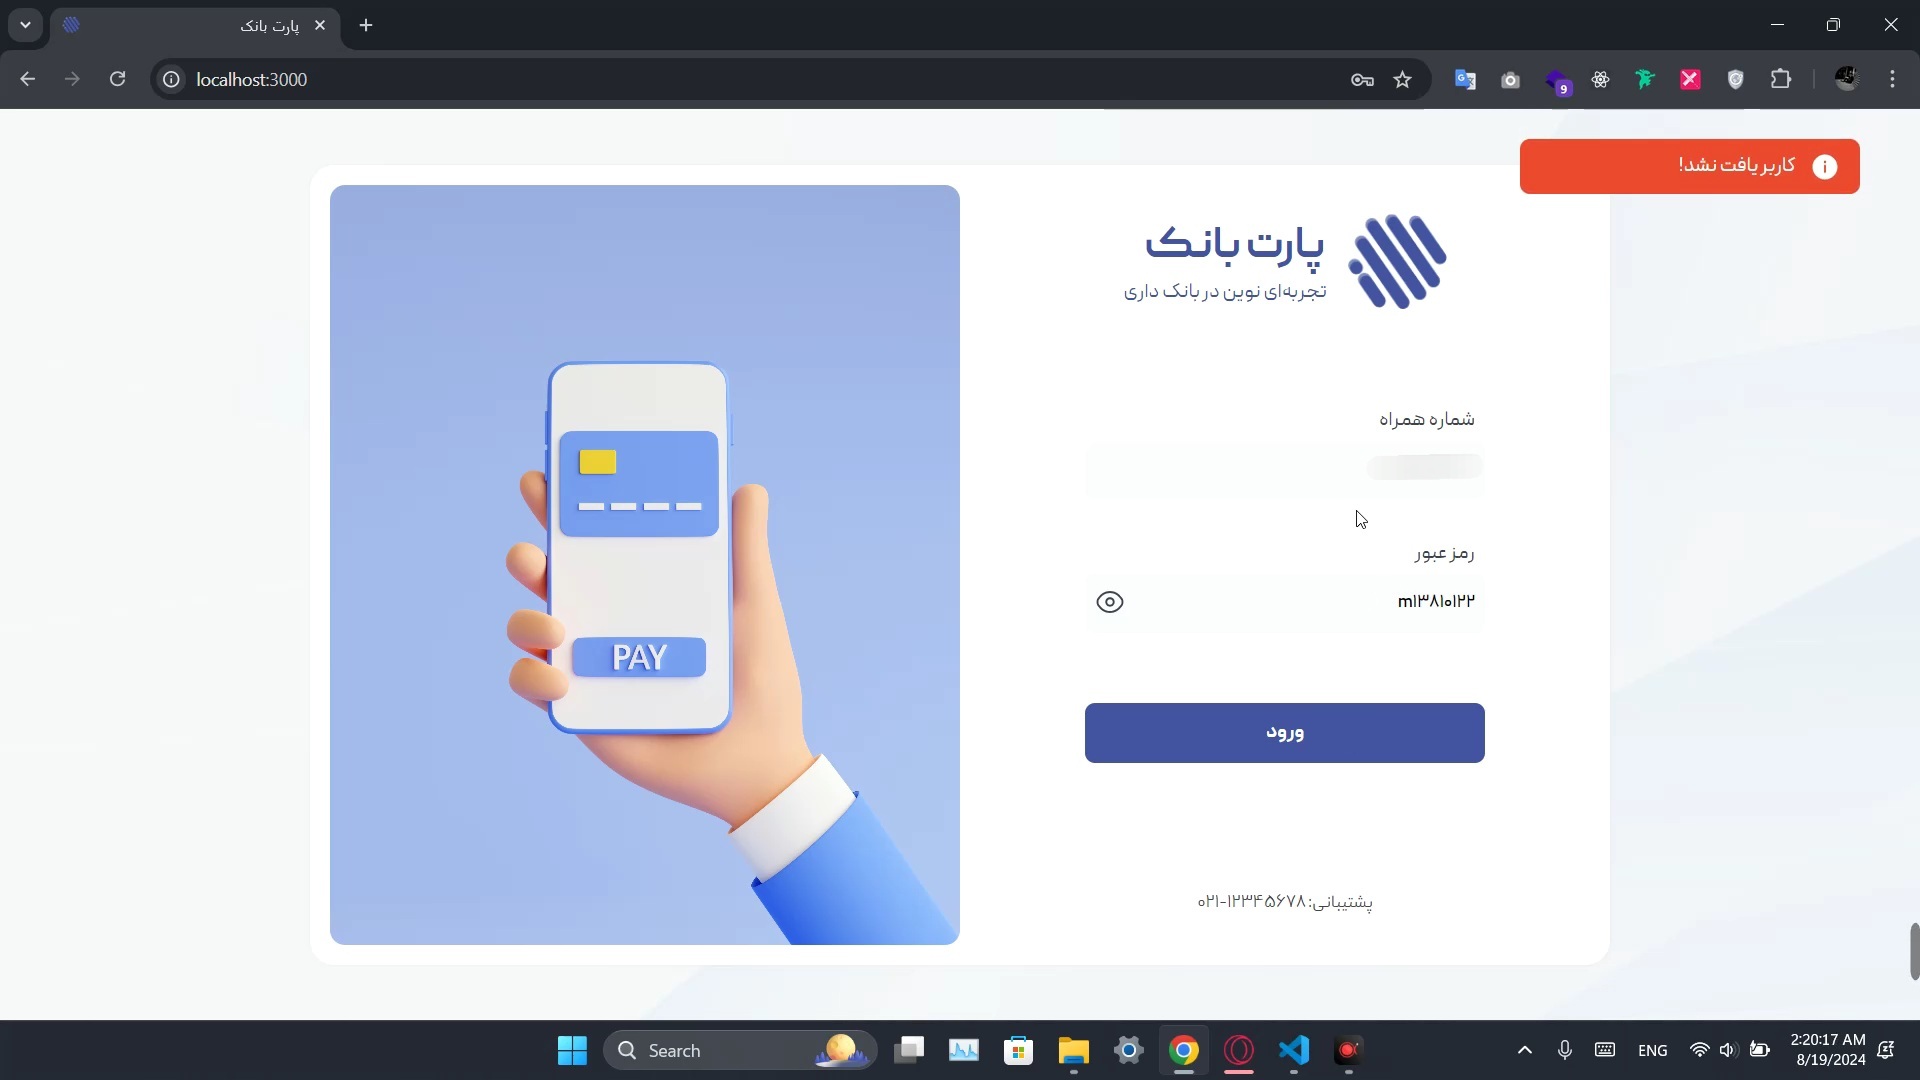 پارت بانک
localhost:3000
9
کاربر یافت نشد!
پارت بانک
تجربه‌ای نوین در بانک داری
شماره همراه
رمز عبور
m۱۳۸۱۰۱۲۲
ورود
پشتیبانی: ۰۲۱-۱۲۳۴۵۶۷۸
PAY
Search
ENG
2:20:17 AM
8/19/2024